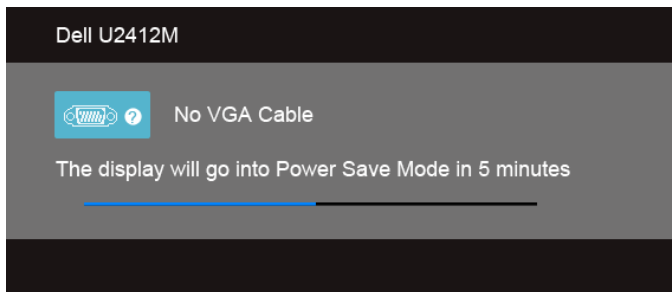 Dell U2412M
No VGA Cable
The display will go into Power Save Mode in 5 minutes